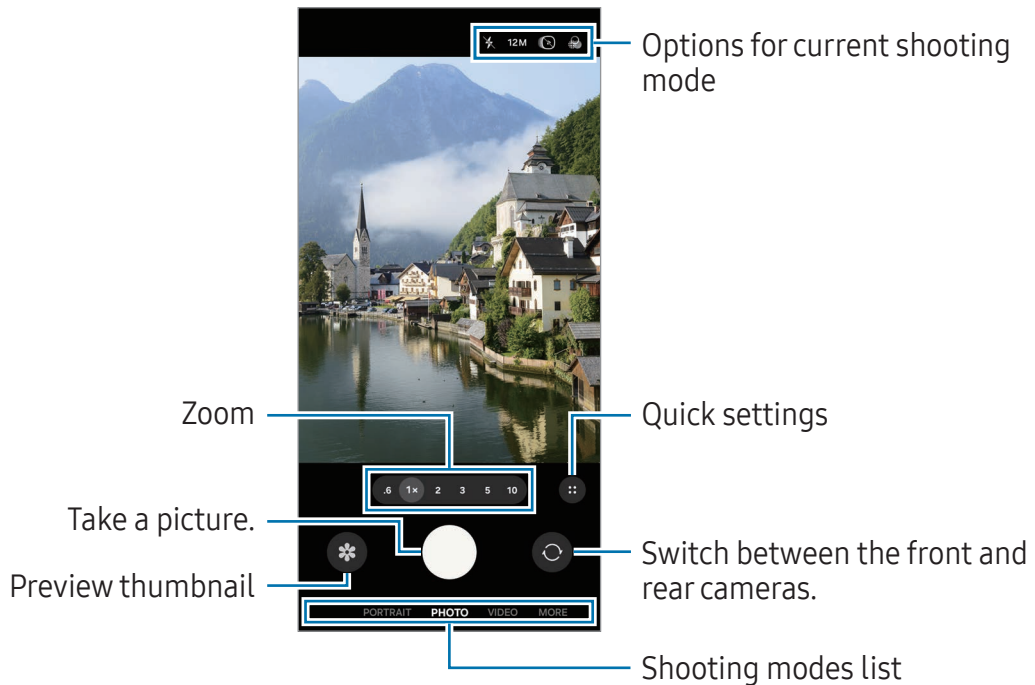 12M
Options for current shooting
mode
Zoom
Quick settings
.6 1× 2 3 5 10
Take a picture.
Switch between the front and
rear cameras.
Preview thumbnail
PORTRAIT PHOTO VIDEO MORE
Shooting modes list